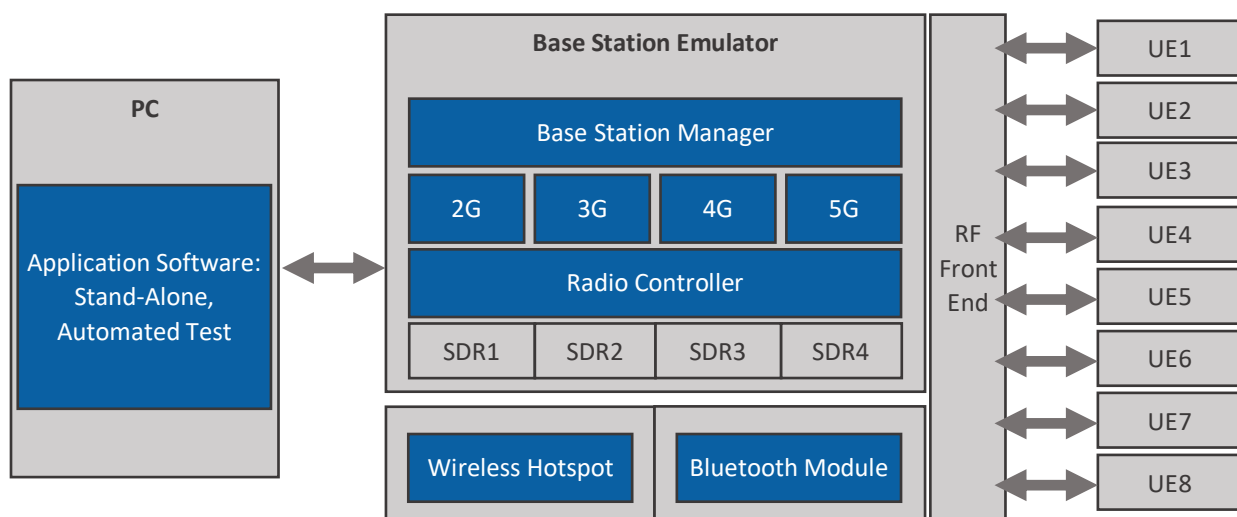 PC
Application Software:
Stand-Alone,
Automated Test
Base Station Emulator
Base Station Manager
2G
3G
4G
5G
Radio Controller
SDR1
SDR2
SDR3
SDR4
Wireless Hotspot
Bluetooth Module
RF
Front
End
UE1
UE2
UE3
UE4
UE5
UE6
UE7
UE8